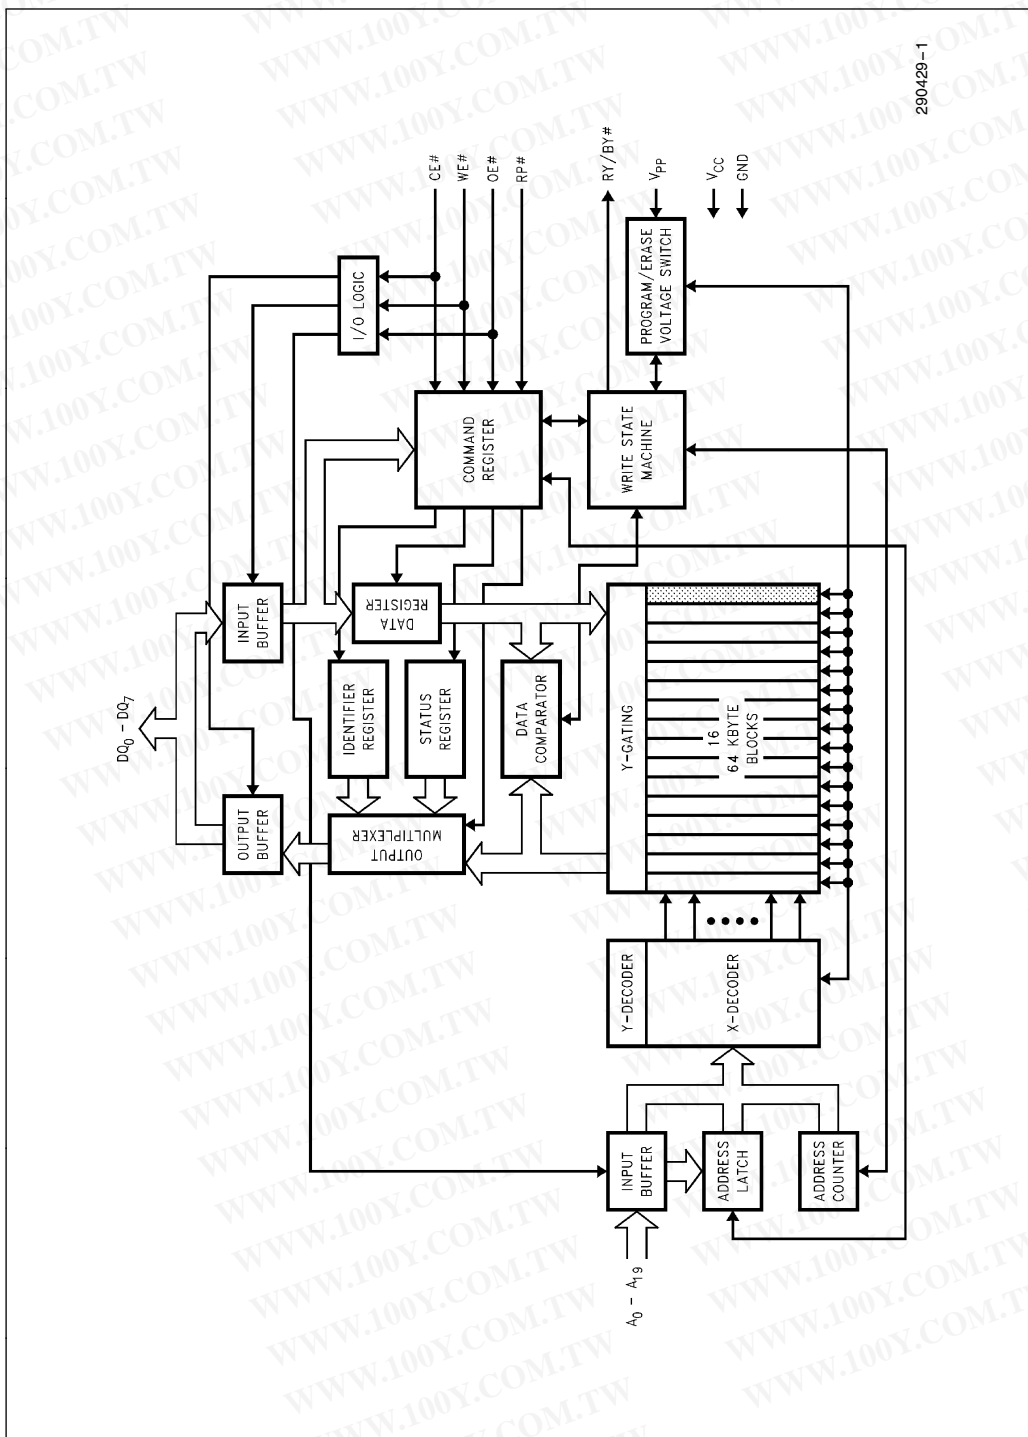 DQ0 – DQ7
OUTPUT
BUFFER
INPUT
BUFFER
I/O LOGIC
CE#
WE#
OE#
RP#
IDENTIFIER
REGISTER
STATUS
REGISTER
DATA
REGISTER
COMMAND
REGISTER
OUTPUT
MULTIPLEXER
DATA
COMPARATOR
WRITE STATE
MACHINE
RY/BY#
PROGRAM/ERASE
VOLTAGE SWITCH
VPP
VCC
GND
A0 – A19
INPUT
BUFFER
ADDRESS
LATCH
ADDRESS
COUNTER
Y-DECODER
X-DECODER
Y-GATING
16
64 KBYTE
BLOCKS
290429–1
WWW.100Y.COM.TW